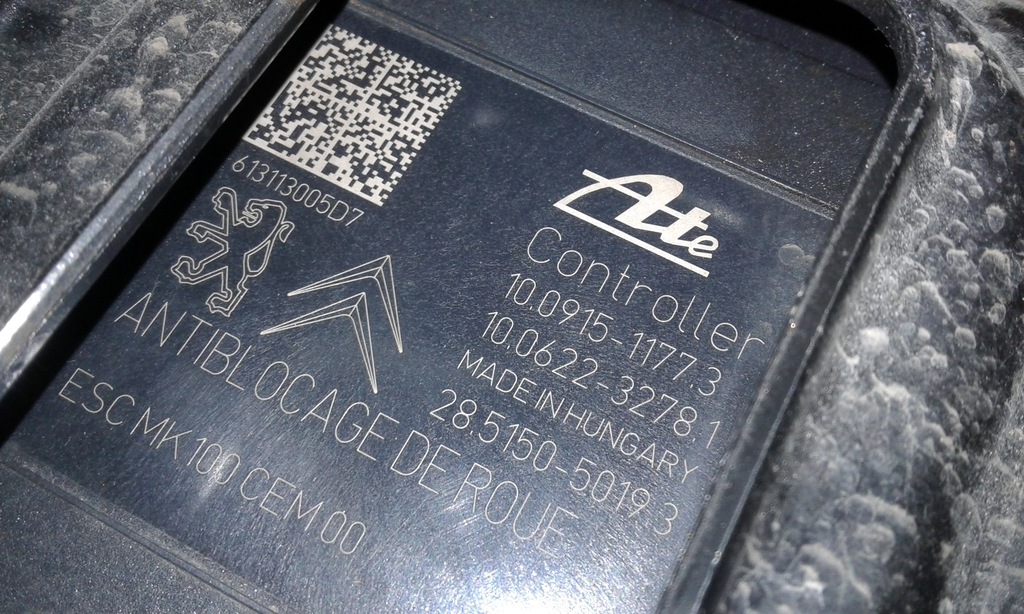 613113005D7
Ate
Controller
10.0915-1177.3
10.0622-3278.1
MADE IN HUNGARY
28.5150-5019.3
ANTIBLOCAGE DE ROUE
ESC MK100 CEM 00